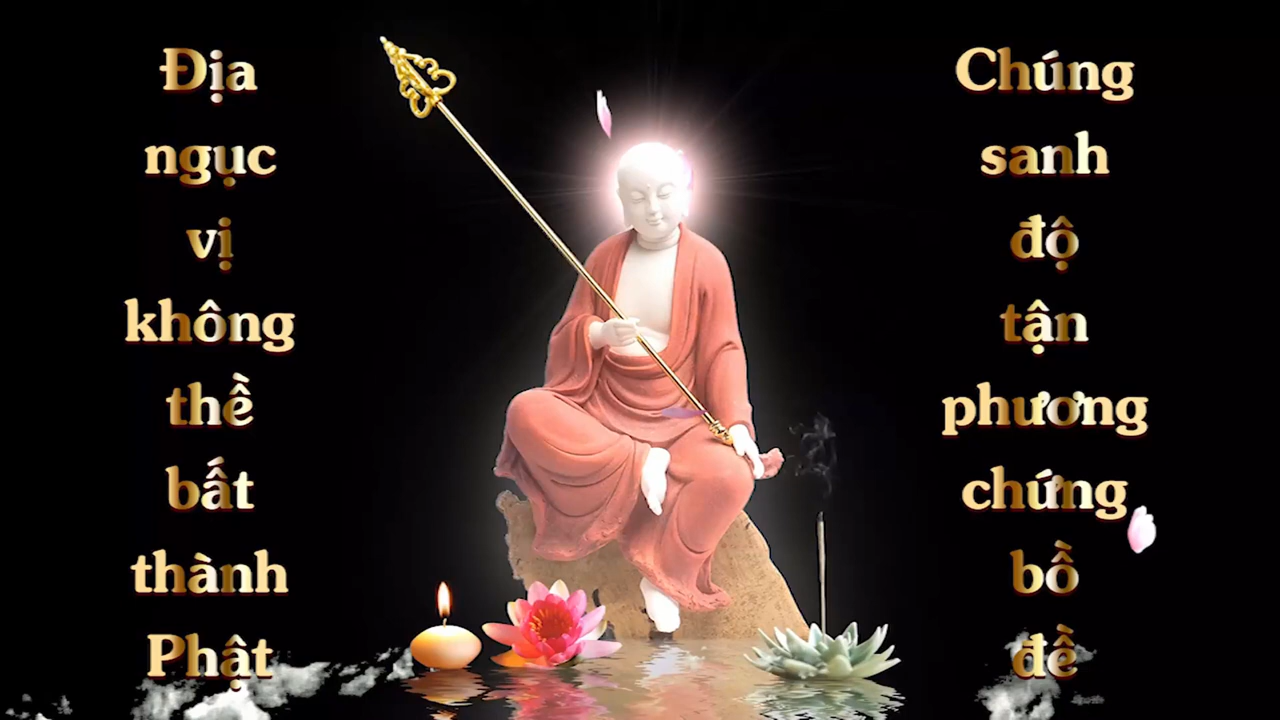 Địa
ngục
vị
không
thề
bất
thành
Phật
Chúng
sanh
độ
tận
phương
chứng
bồ
đề